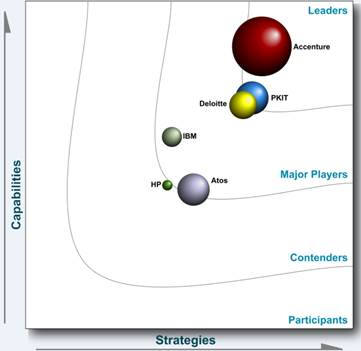 Leaders
Accenture
PKIT
Deloitte
IBM
Major Players
Atos
HP
Contenders
Participants
Capabilities
Strategies